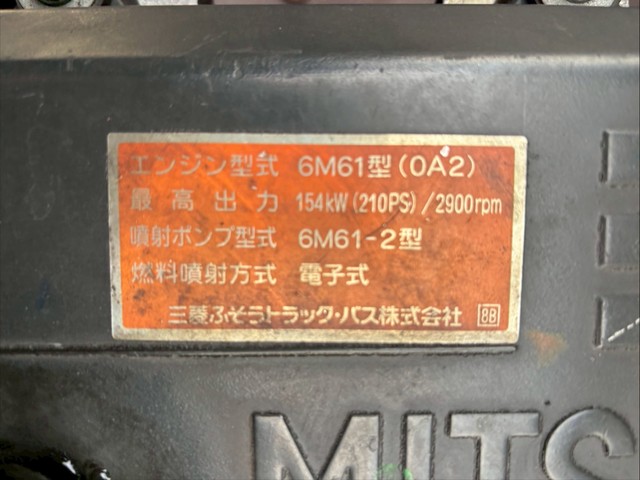 エンジン型式 6M61型(0A2)
最高出力 154kW(210PS)/2900rpm
噴射ポンプ型式 6M61-2型
燃料噴射方式 電子式
三菱ふそうトラック・バス株式会社 88
MITS